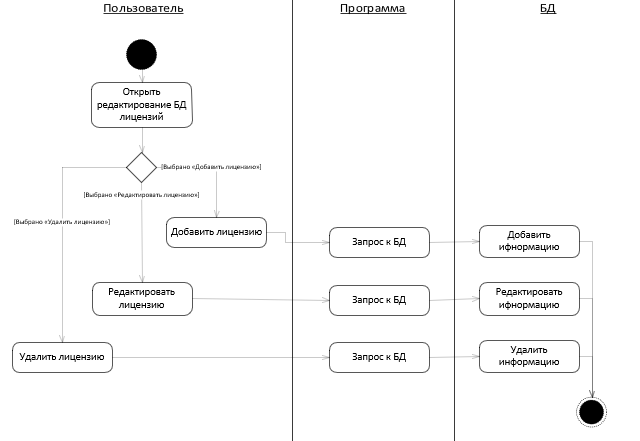 Пользователь
Программа
БД
Открыть
редактирование БД
лицензий
[Выбрано «Добавить лицензию»]
[Выбрано «Редактировать лицензию»]
[Выбрано «Удалить лицензию»]
Добавить лицензию
Запрос к БД
Добавить
ифнормацию
Редактировать
лицензию
Запрос к БД
Редактировать
ифнормацию
Удалить лицензию
Запрос к БД
Удалить
информацию